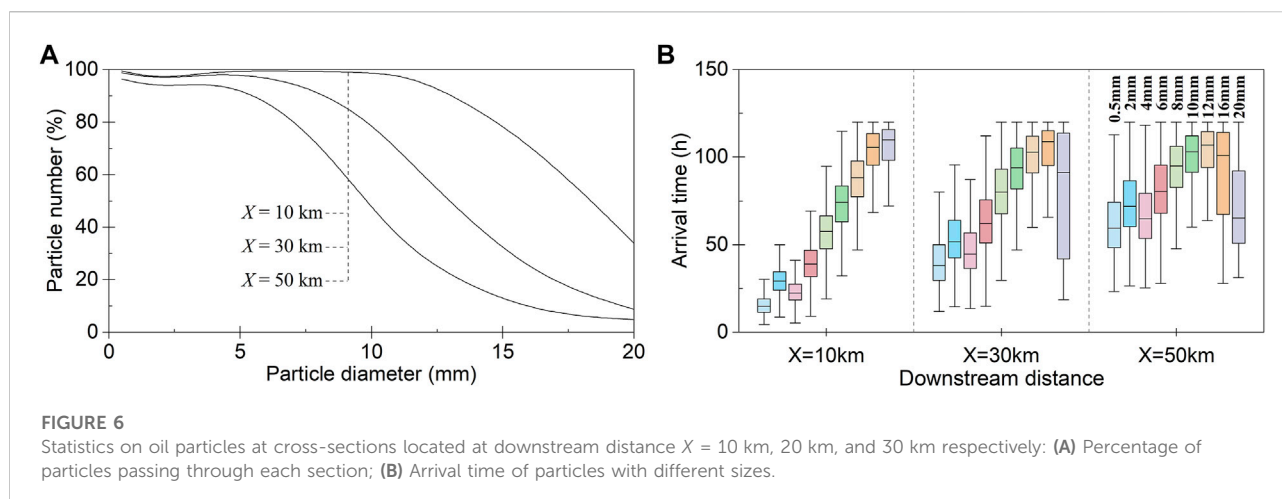 A
100
80
60
40
20
0
Particle number (%)
X = 10 km
X = 30 km
X = 50 km
0
5
10
15
20
Particle diameter (mm)
B
150
100
50
0
Arrival time (h)
0.5mm
2mm
4mm
6mm
8mm
10mm
12mm
16mm
20mm
X=10km
X=30km
X=50km
Downstream distance
FIGURE 6
Statistics on oil particles at cross-sections located at downstream distance X = 10 km, 20 km, and 30 km respectively: (A) Percentage of
particles passing through each section; (B) Arrival time of particles with different sizes.